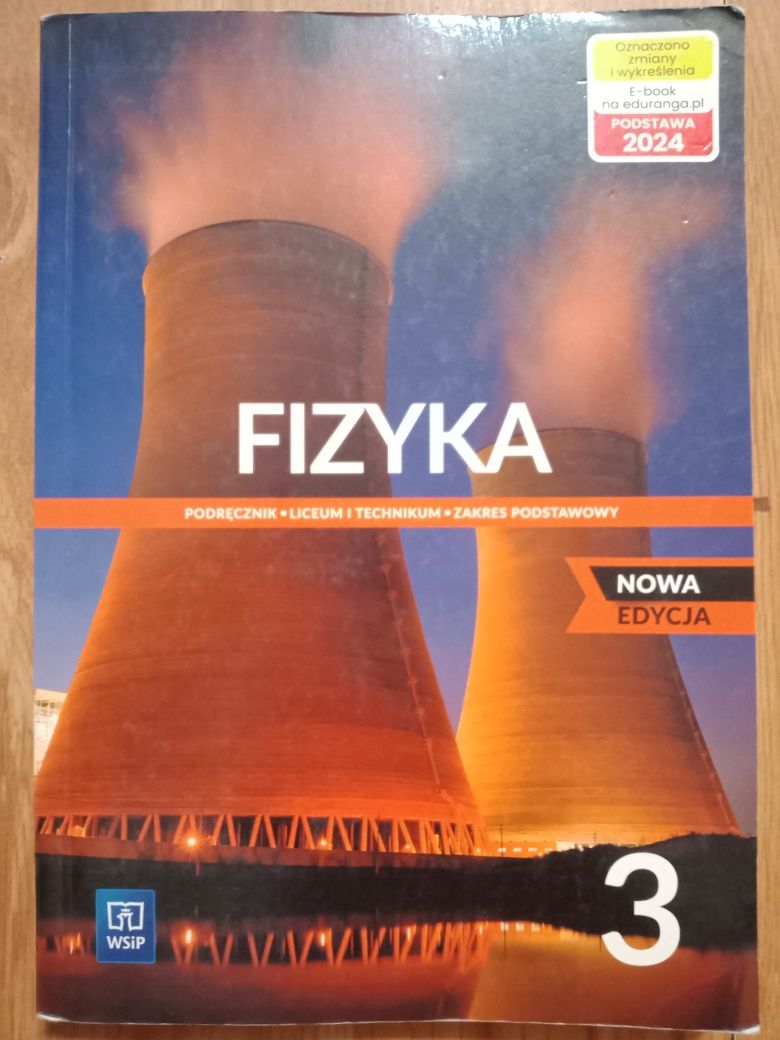 Oznaczono
zmiany
i wykreślenia
E-book
na eduranga.pl
PODSTAWA
2024
FIZYKA
PODRĘCZNIK • LICEUM I TECHNIKUM • ZAKRES PODSTAWOWY
NOWA
EDYCJA
3
WSiP